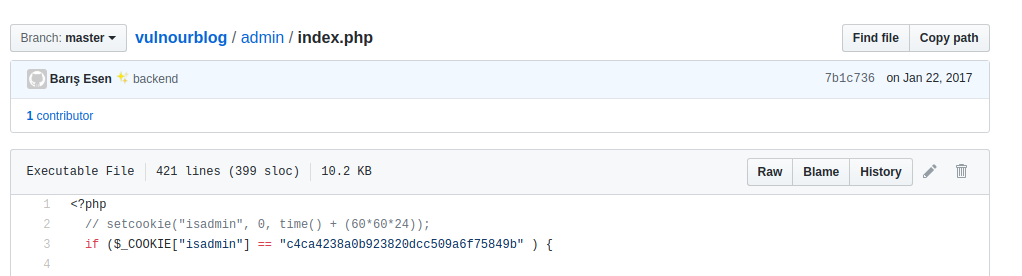 Branch: master vulnourblog / admin / index.php Find file Copy path
Barış Esen ✨ backend 7b1c736 on Jan 22, 2017
1 contributor
Executable File 421 lines (399 sloc) 10.2 KB Raw Blame History
1 <?php
2 // setcookie("isadmin", 0, time() + (60*60*24));
3 if ($_COOKIE["isadmin"] == "c4ca4238a0b923820dcc509a6f75849b" ) {
4